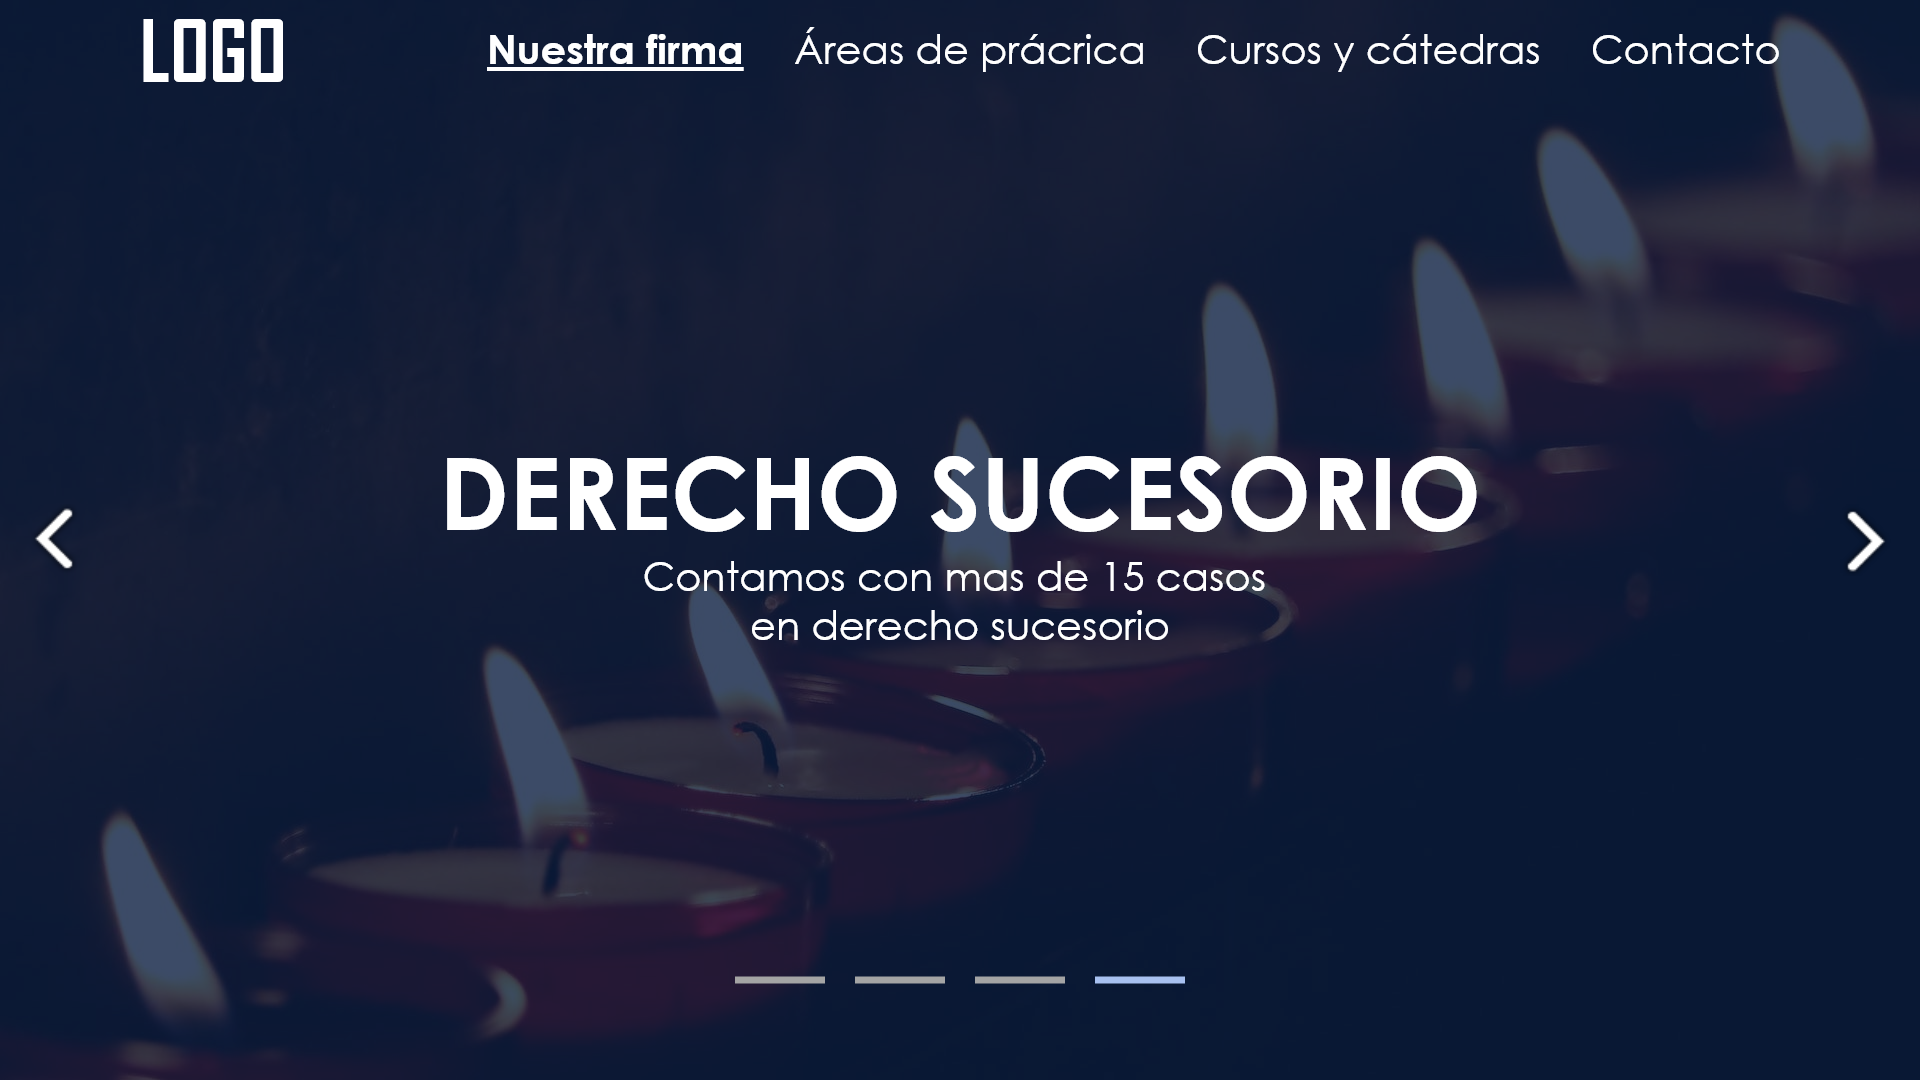 LOGO
Nuestra firma
Áreas de prácrica
Cursos y cátedras
Contacto
DERECHO SUCESORIO
Contamos con mas de 15 casos
en derecho sucesorio